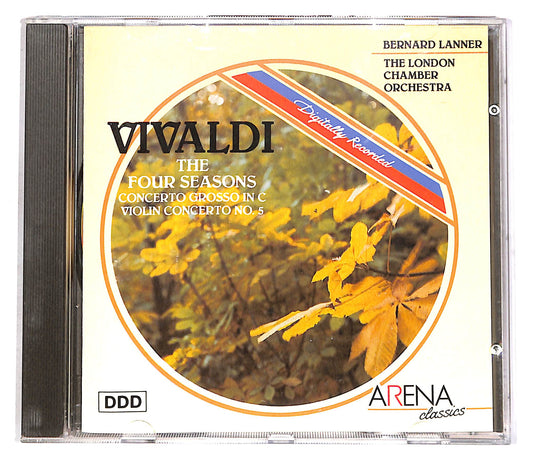 BERNARD LANNER
THE LONDON
CHAMBER
ORCHESTRA
Digitally Recorded
VIVALDI
THE
FOUR SEASONS
CONCERTO GROSSO IN C
VIOLIN CONCERTO NO. 5
DDD
ARENA
classics